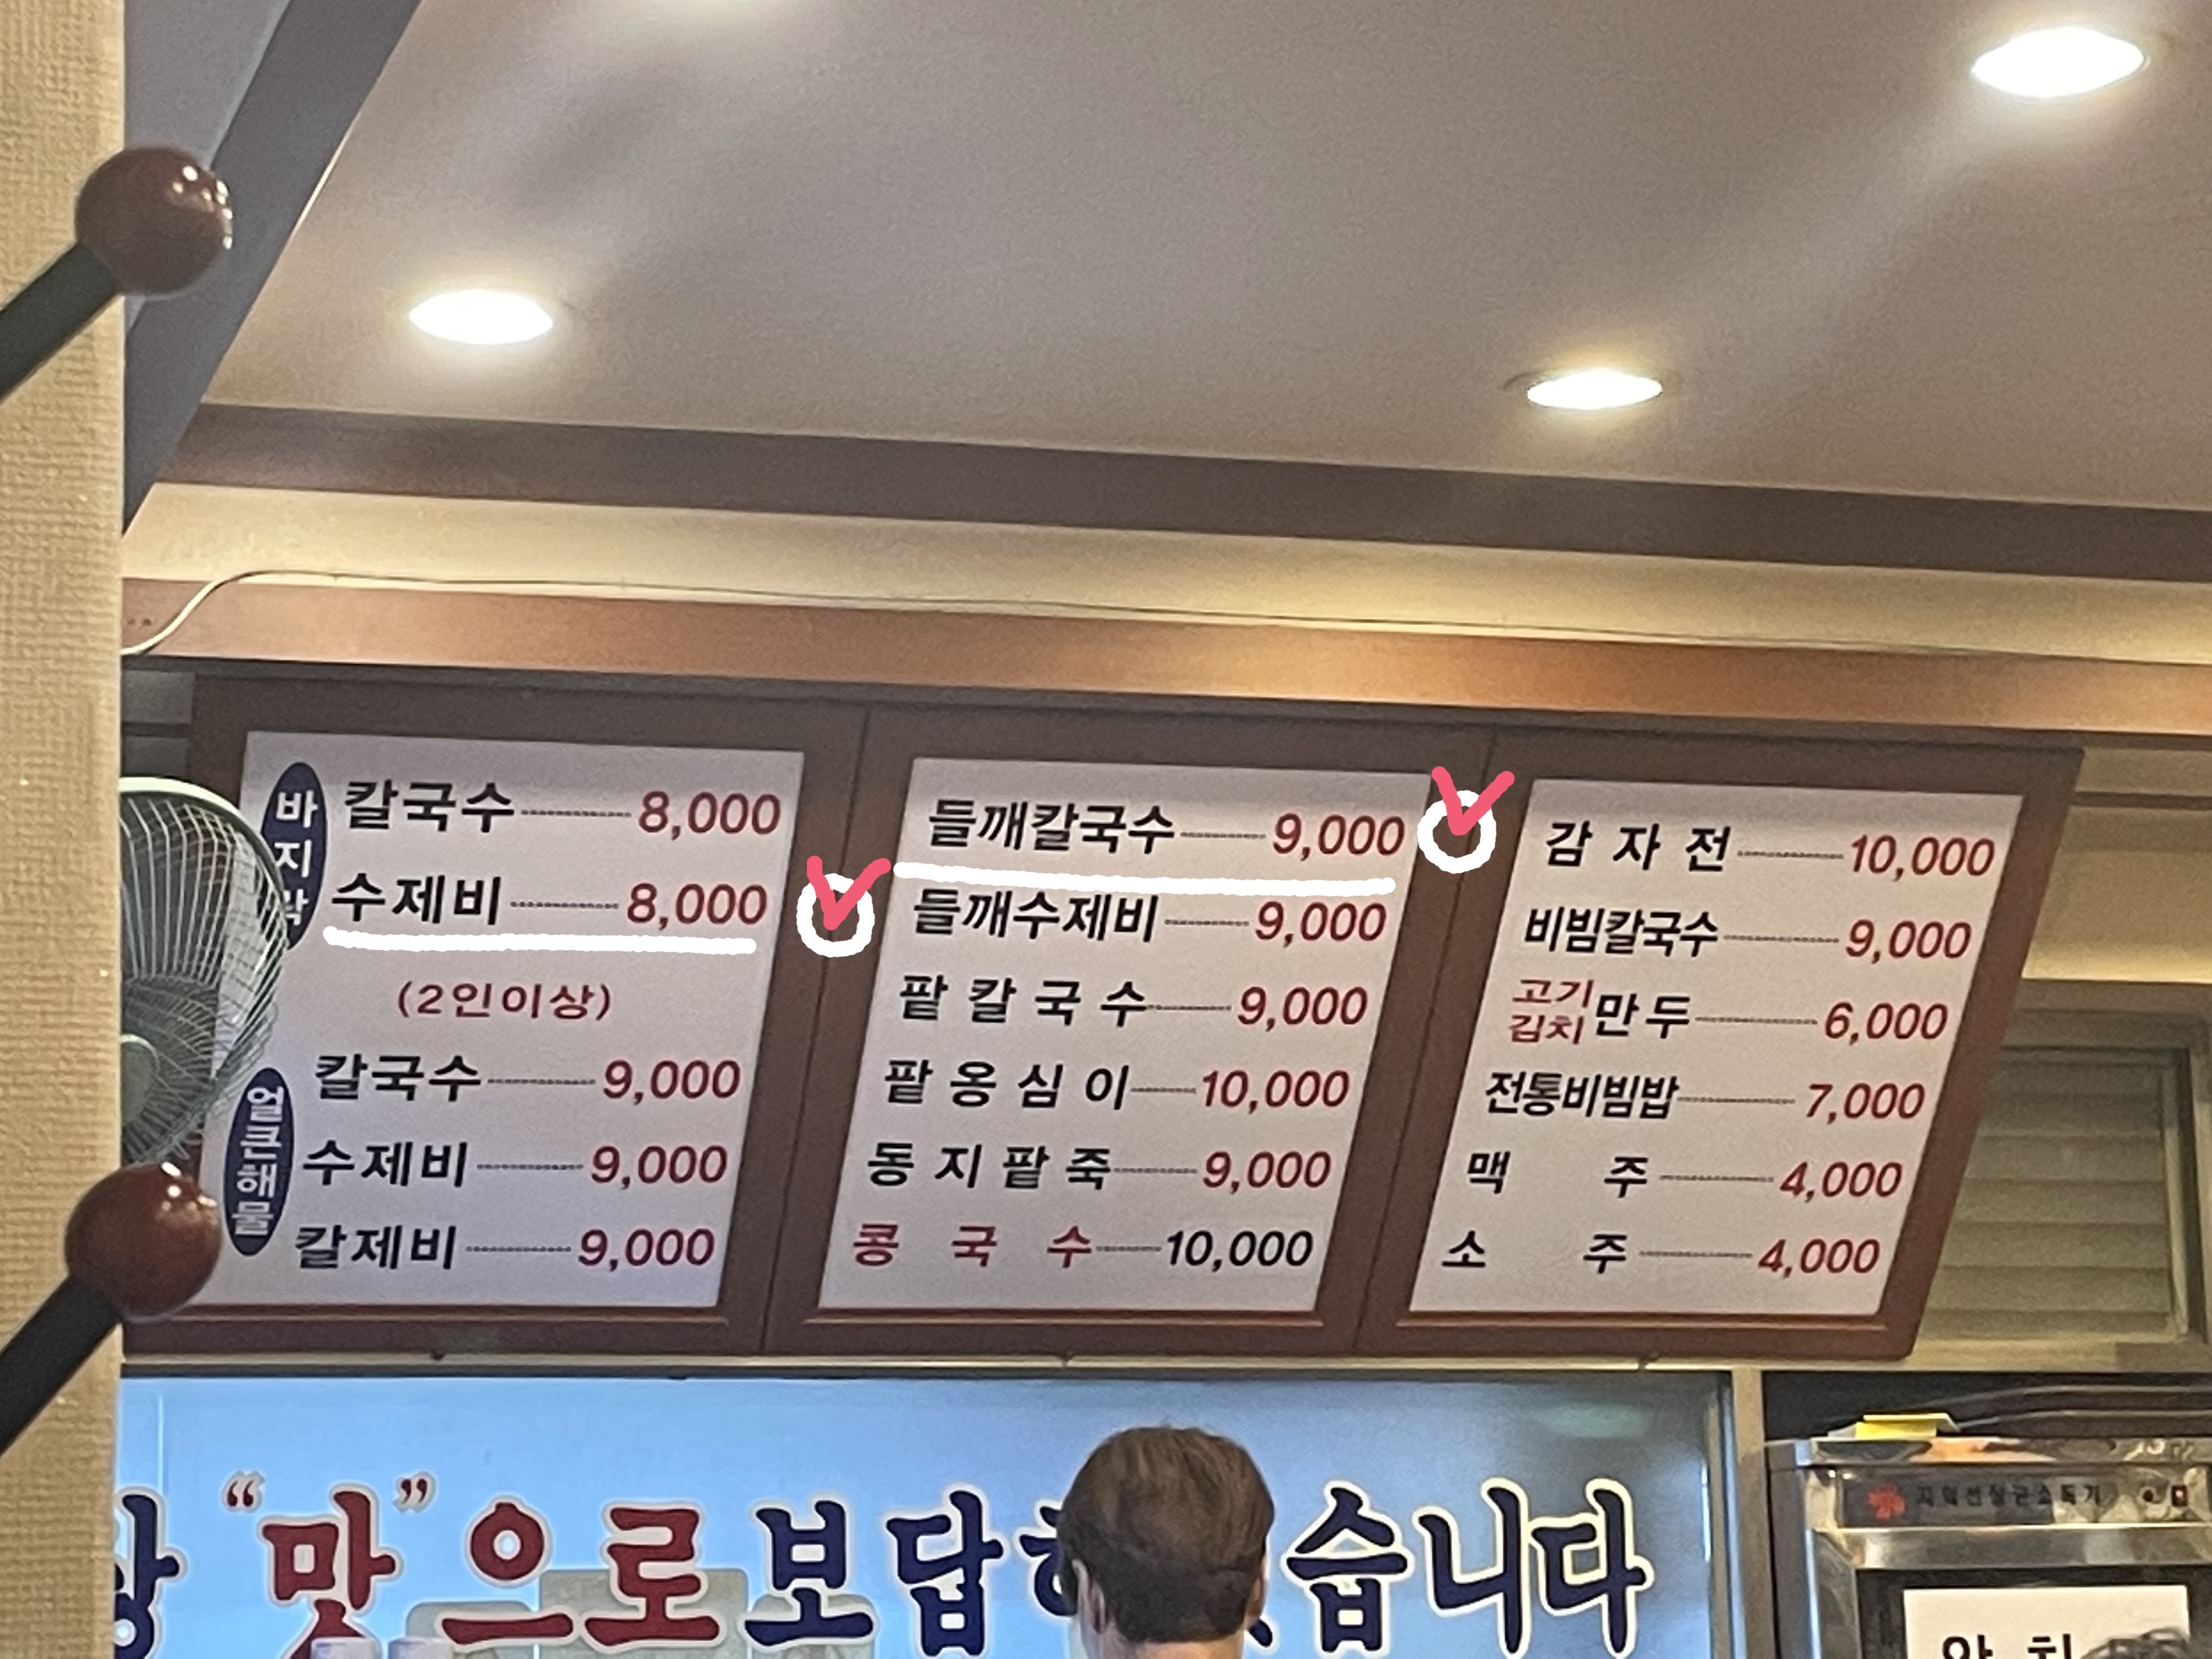 바지락
칼국수 8,000
수제비 8,000
(2인이상)
얼큰해물
칼국수 9,000
수제비 9,000
칼제비 9,000
들깨칼국수 9,000
들깨수제비 9,000
팥칼국수 9,000
팥옹심이 10,000
동지팥죽 9,000
콩국수 10,000
감자전 10,000
비빔칼국수 9,000
고기
김치 만두 6,000
전통비빔밥 7,000
맥주 4,000
소주 4,000
"맛"으로 보답 습니다